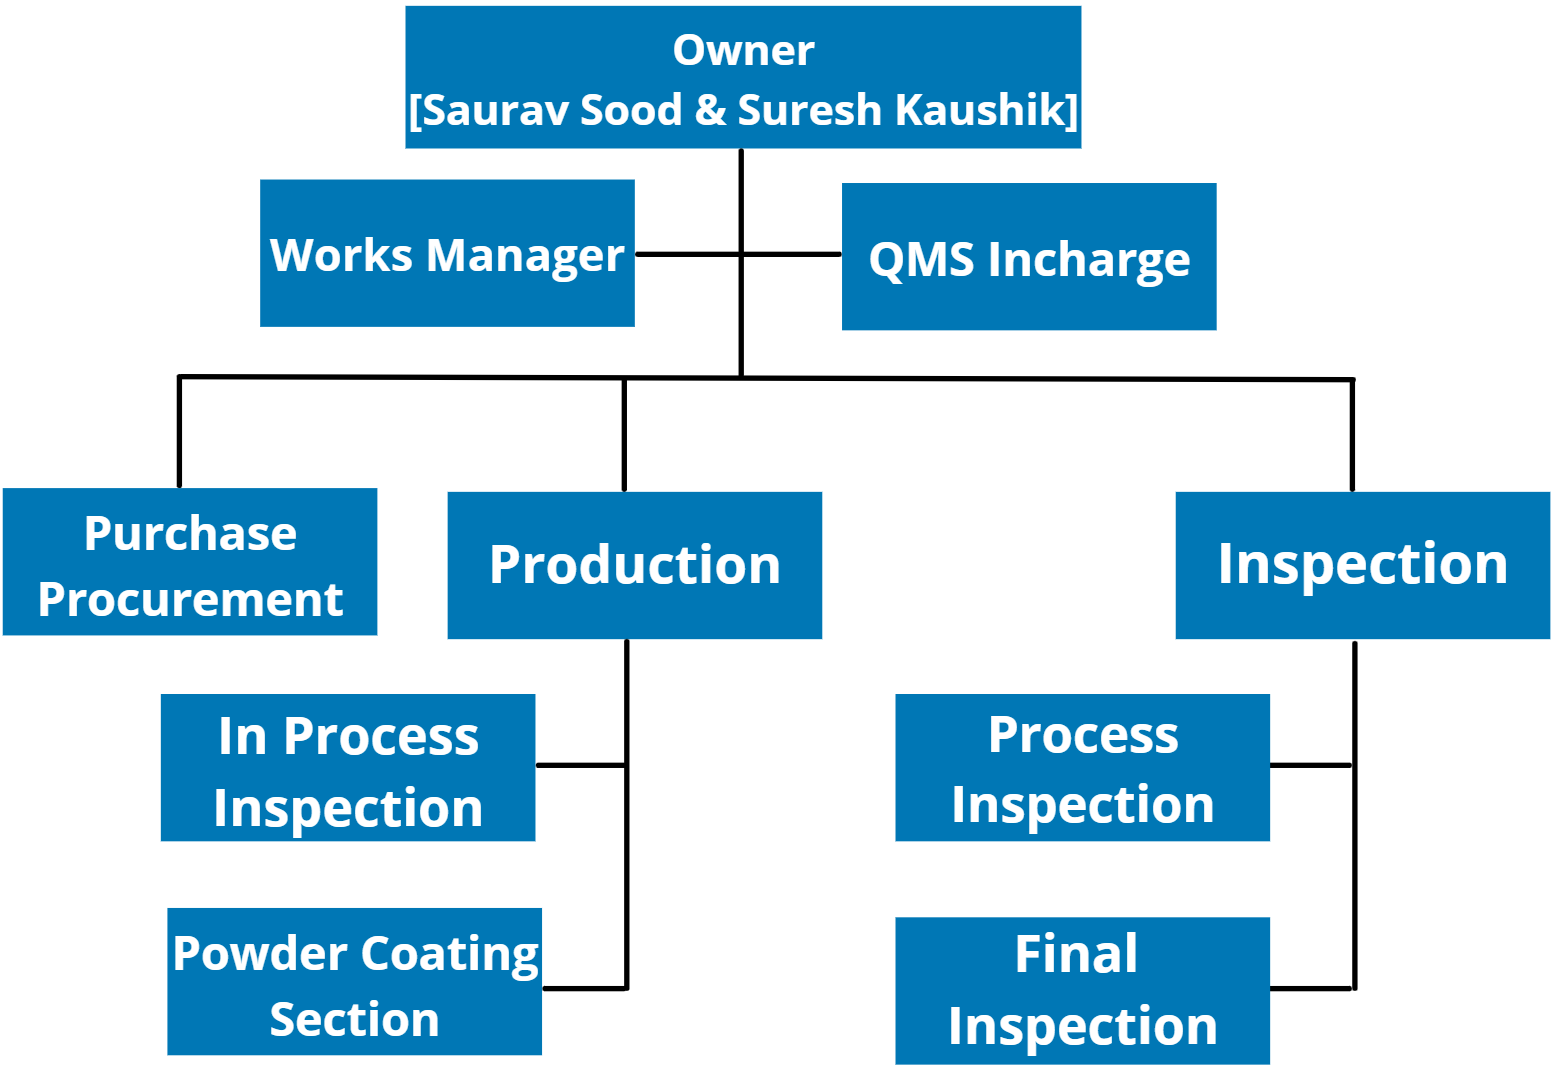 Owner
[Saurav Sood & Suresh Kaushik]
Works Manager
QMS Incharge
Purchase
Procurement
Production
Inspection
In Process
Inspection
Process
Inspection
Powder Coating
Section
Final
Inspection